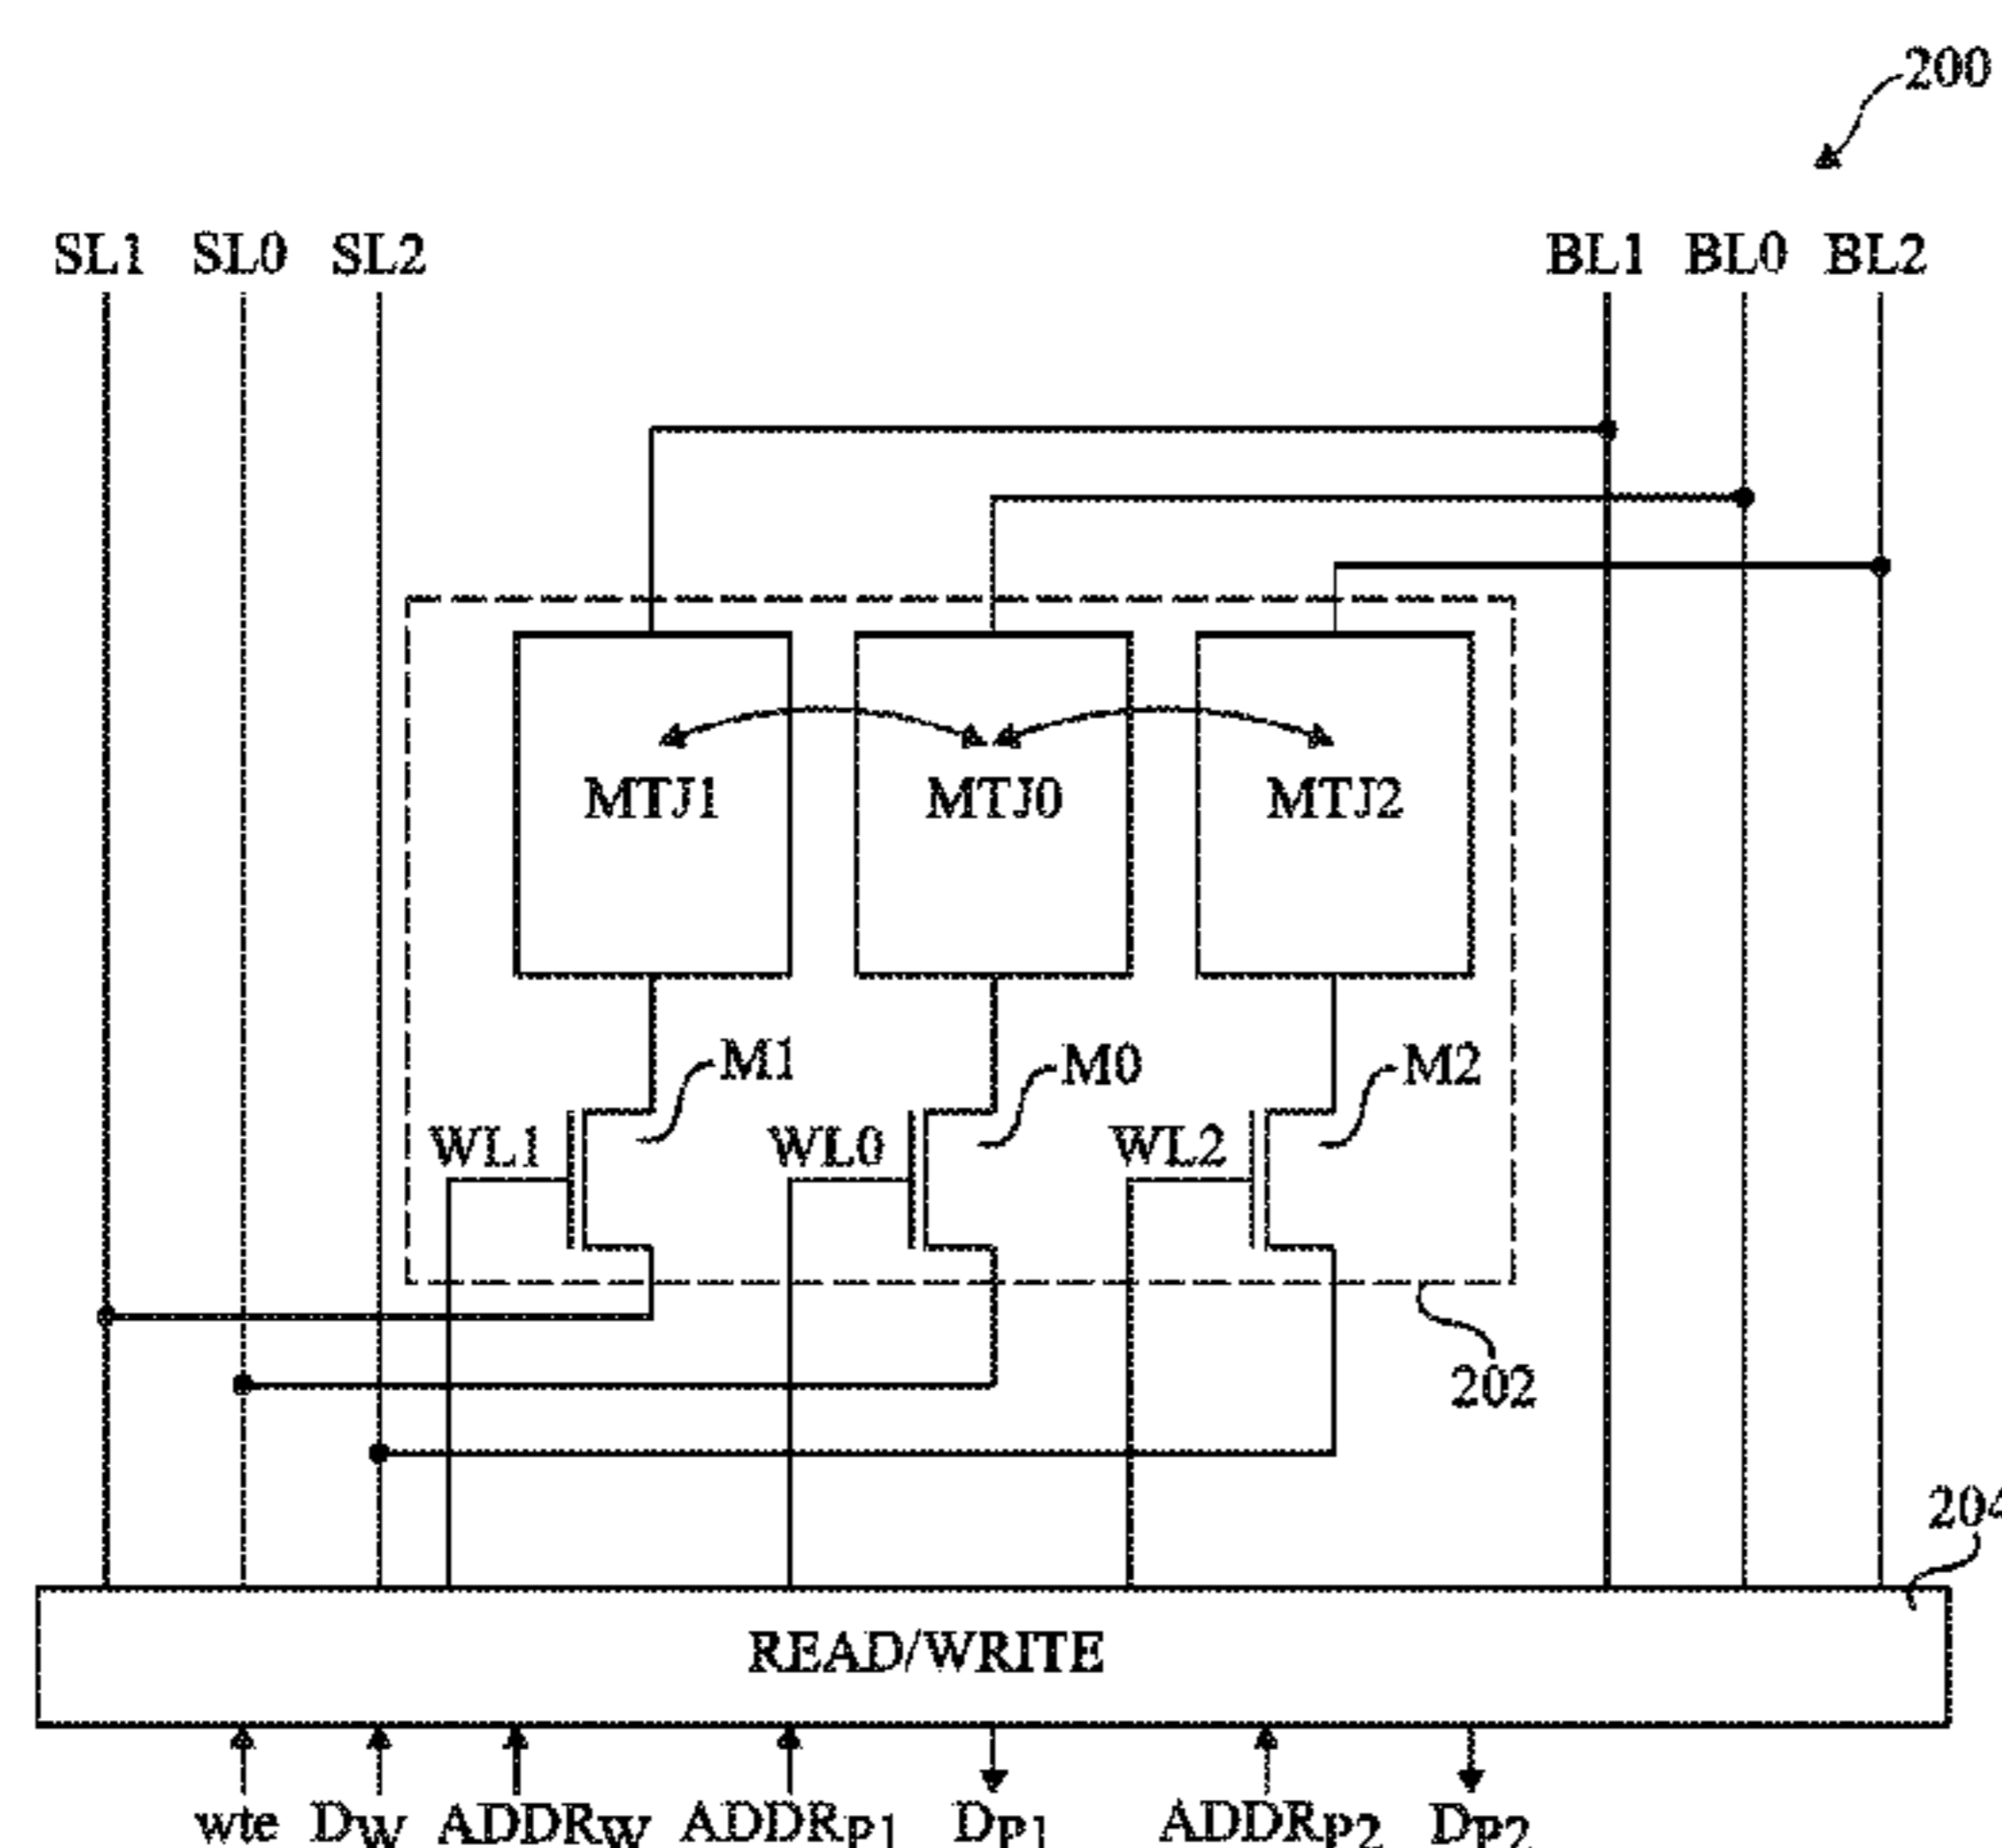 200
SL1 SL0 SL2 BL1 BL0 BL2
MTJ1 MTJ0 MTJ2
M1 M0 M2
WL1 WL0 WL2
202
204
READ/WRITE
wte DW ADDRW ADDRP1 DP1 ADDRP2 DP2